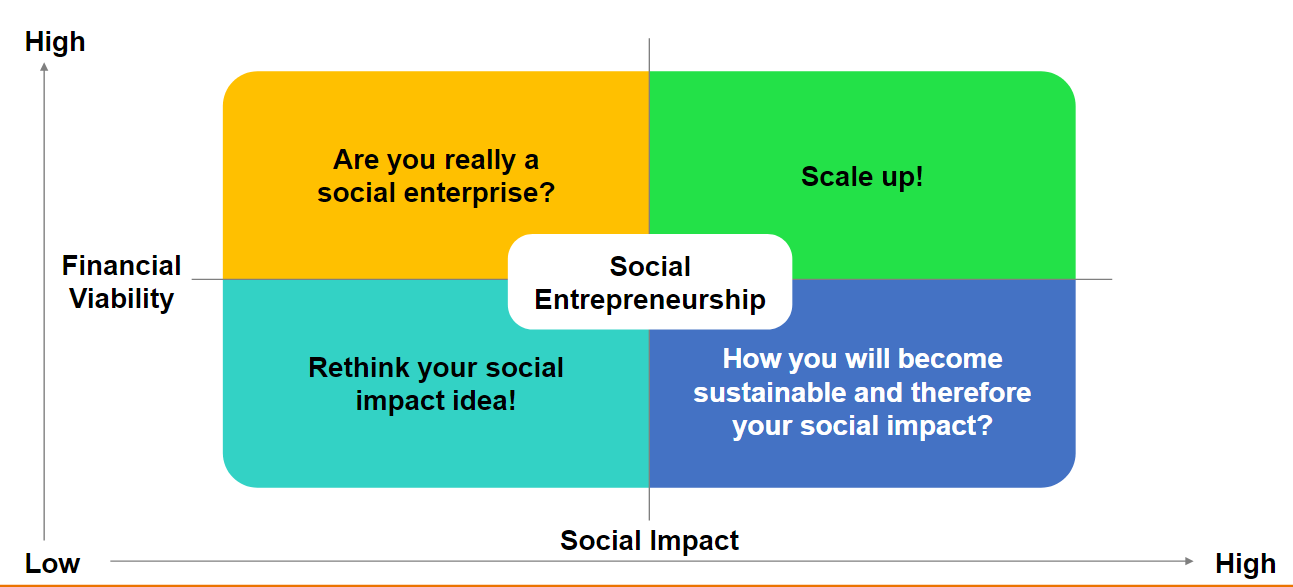 High
Are you really a
social enterprise?
Scale up!
Financial
Viability
Social
Entrepreneurship
Rethink your social
impact idea!
How you will become
sustainable and therefore
your social impact?
Social Impact
Low
High